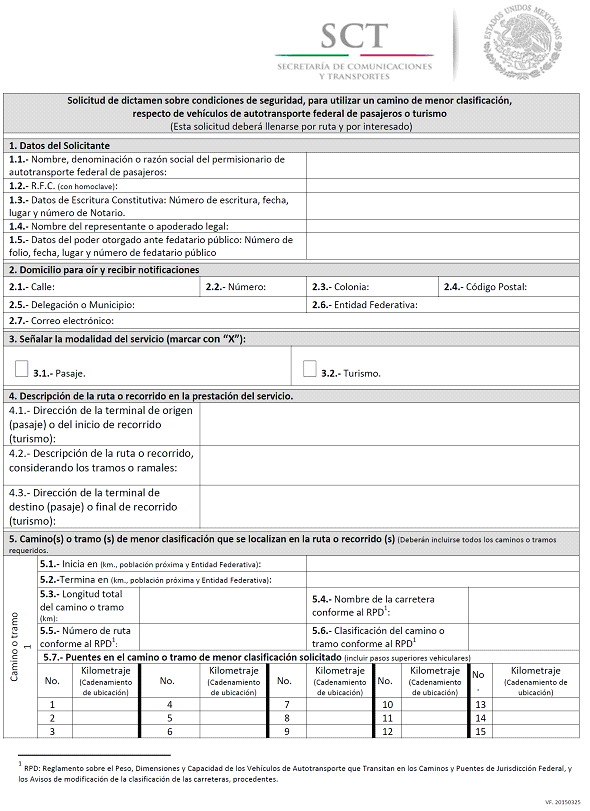 SCT
SECRETARÍA DE COMUNICACIONES
Y TRANSPORTES
ESTADOS UNIDOS MEXICANOS
Solicitud de dictamen sobre condiciones de seguridad, para utilizar un camino de menor clasificación,
respecto de vehículos de autotransporte federal de pasajeros o turismo
(Esta solicitud deberá llenarse por ruta y por interesado)
1. Datos del Solicitante
1.1.- Nombre, denominación o razón social del permisionario de
autotransporte federal de pasajeros:
1.2.- R.F.C. (con homoclave):
1.3.- Datos de Escritura Constitutiva: Número de escritura, fecha,
lugar y número de Notario.
1.4.- Nombre del representante o apoderado legal:
1.5.- Datos del poder otorgado ante fedatario público: Número de
folio, fecha, lugar y número de fedatario público
2. Domicilio para oír y recibir notificaciones
2.1.- Calle: 2.2.- Número: 2.3.- Colonia: 2.4.- Código Postal:
2.5.- Delegación o Municipio: 2.6.- Entidad Federativa:
2.7.- Correo electrónico:
3. Señalar la modalidad del servicio (marcar con “X”):
3.1.- Pasaje. 3.2.- Turismo.
4. Descripción de la ruta o recorrido en la prestación del servicio.
4.1.- Dirección de la terminal de origen
(pasaje) o del inicio de recorrido
(turismo):
4.2.- Descripción de la ruta o recorrido,
considerando los tramos o ramales:
4.3.- Dirección de la terminal de
destino (pasaje) o final de recorrido
(turismo):
5. Camino(s) o tramo (s) de menor clasificación que se localizan en la ruta o recorrido (s) (Deberán incluirse todos los caminos o tramos
requeridos.
Camino o tramo
1
5.1.- Inicia en (km., población próxima y Entidad Federativa):
5.2.-Termina en (km., población próxima y Entidad Federativa):
5.3.- Longitud total
del camino o tramo
(km):
5.4.- Nombre de la carretera
conforme al RPD1:
5.5.- Número de ruta
conforme al RPD1:
5.6.- Clasificación del camino o
tramo conforme al RPD1
5.7.- Puentes en el camino o tramo de menor clasificación solicitado (incluir pasos superiores vehiculares)
No. Kilometraje (Cadenamiento de ubicación) No. Kilometraje (Cadenamiento de ubicación) No. Kilometraje (Cadenamiento de ubicación) No. Kilometraje (Cadenamiento de ubicación) No. Kilometraje (Cadenamiento de ubicación)
1 4 7 10 13
2 5 8 11 14
3 6 9 12 15
1 RPD: Reglamento sobre el Peso, Dimensiones y Capacidad de los Vehículos de Autotransporte que Transitan en los Caminos y Puentes de Jurisdicción Federal, y
los Avisos de modificación de la clasificación de las carreteras, procedentes.
VF. 20150325